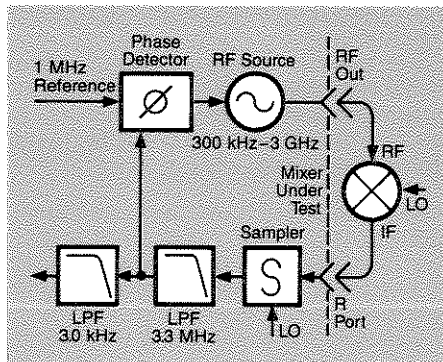 Phase
Detector
RF Source
1 MHz
Reference
ø
300 kHz–3 GHz
RF
Out
RF
Mixer
Under
Test
LO
IF
Sampler
S
LO
R
Port
LPF
3.0 kHz
LPF
3.3 MHz